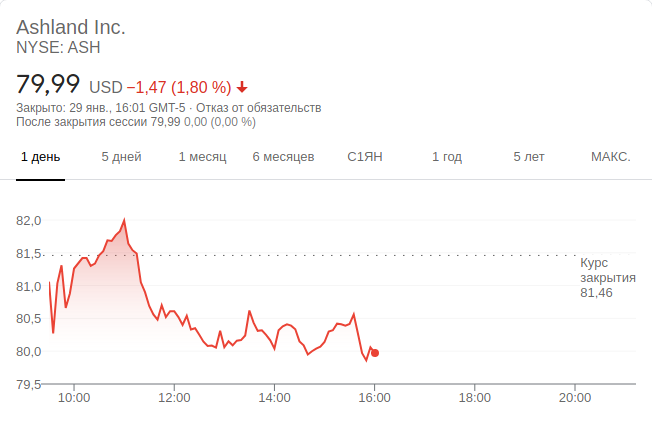 Ashland Inc.
NYSE: ASH
79,99 USD −1,47 (1,80 %)
Закрыто: 29 янв., 16:01 GMT-5 · Отказ от обязательств
После закрытия сессии 79,99 0,00 (0,00 %)
1 день 5 дней 1 месяц 6 месяцев С1ЯН 1 год 5 лет МАКС.
82,0
81,5
81,0
80,5
80,0
79,5
Курс
закрытия
81,46
10:00 12:00 14:00 16:00 18:00 20:00